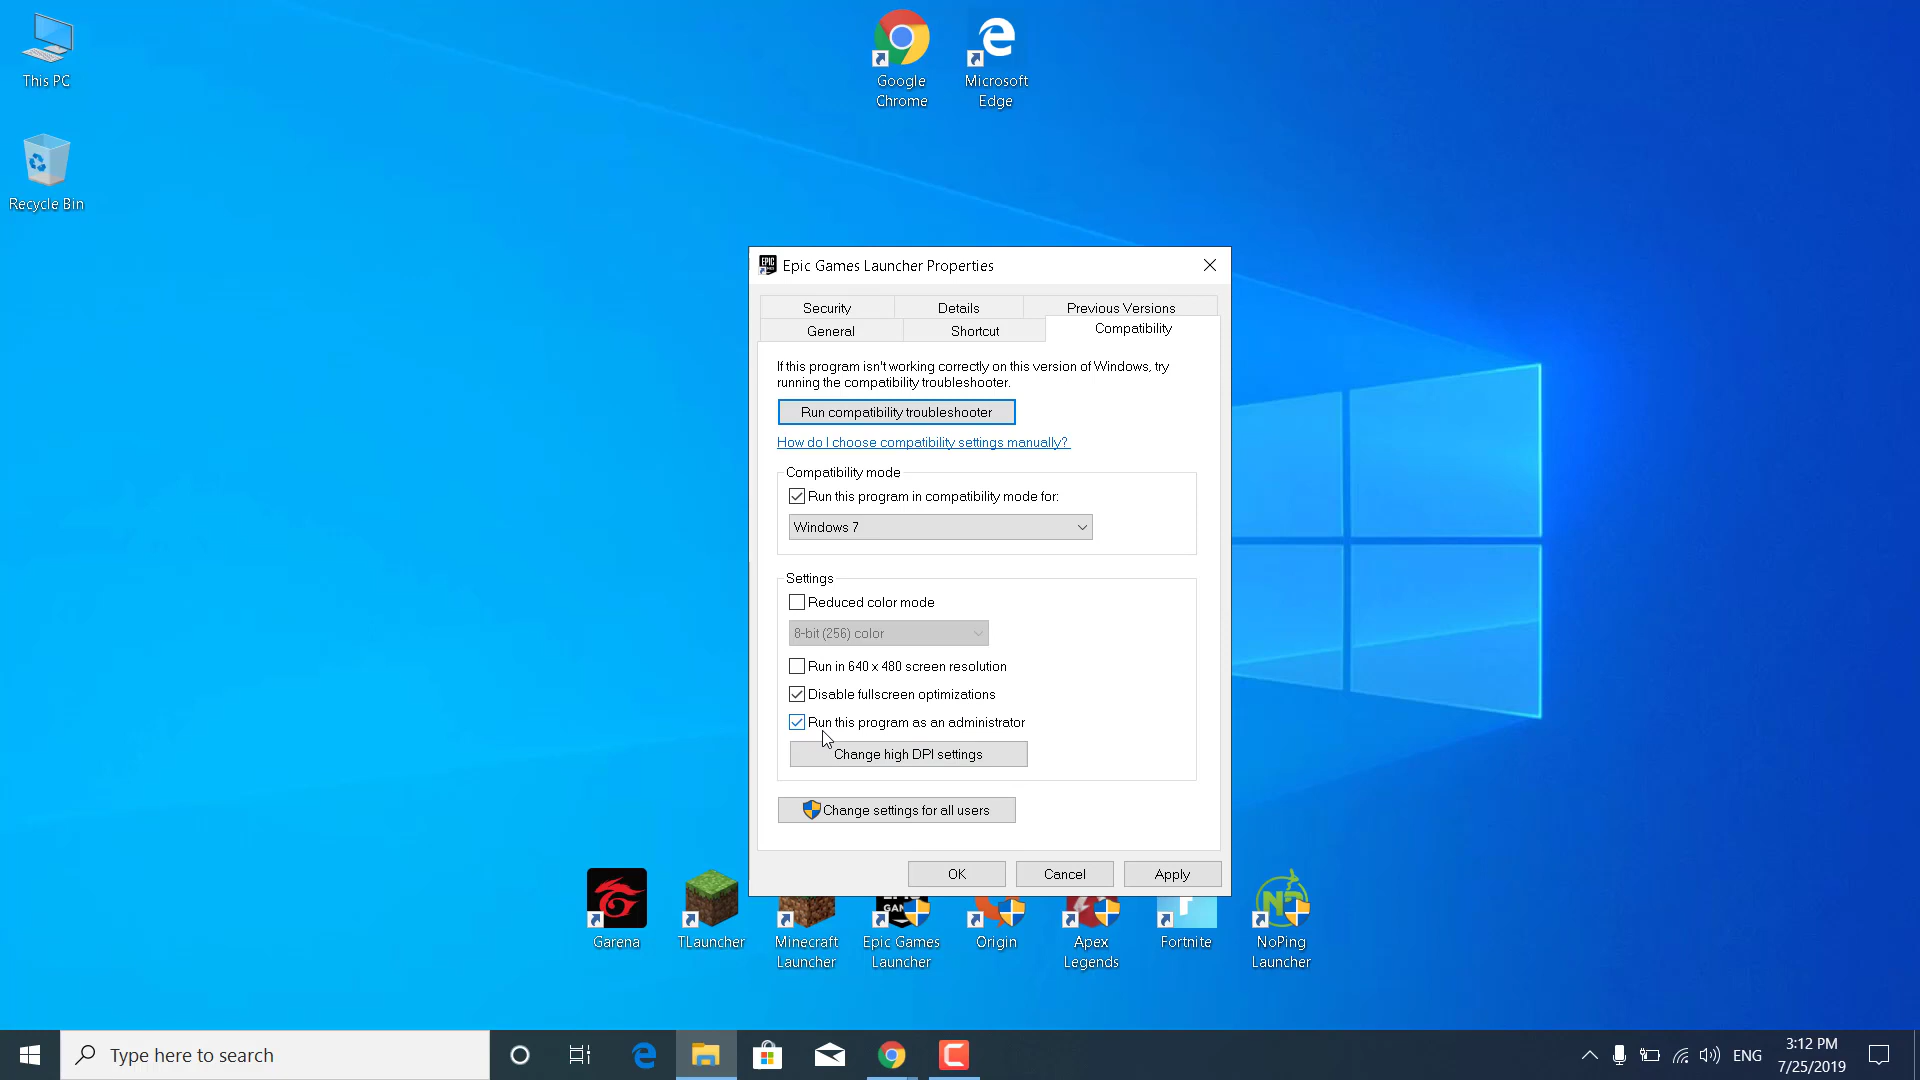 This PC
Recycle Bin
Google
Chrome
Microsoft
Edge
EPIC
Epic Games Launcher Properties
Security
Details
Previous Versions
General
Shortcut
Compatibility
If this program isn't working correctly on this version of Windows, try
running the compatibility troubleshooter.
Run compatibility troubleshooter
How do I choose compatibility settings manually?
Compatibility mode
Run this program in compatibility mode for:
Windows 7
Settings
Reduced color mode
8-bit (256) color
Run in 640 x 480 screen resolution
Disable fullscreen optimizations
Run this program as an administrator
Change high DPI settings
Change settings for all users
OK
Cancel
Apply
Garena
TLauncher
Minecraft
Launcher
Epic Games
Launcher
Origin
Apex
Legends
Fortnite
NoPing
Launcher
Type here to search
ENG
3:12 PM
7/25/2019